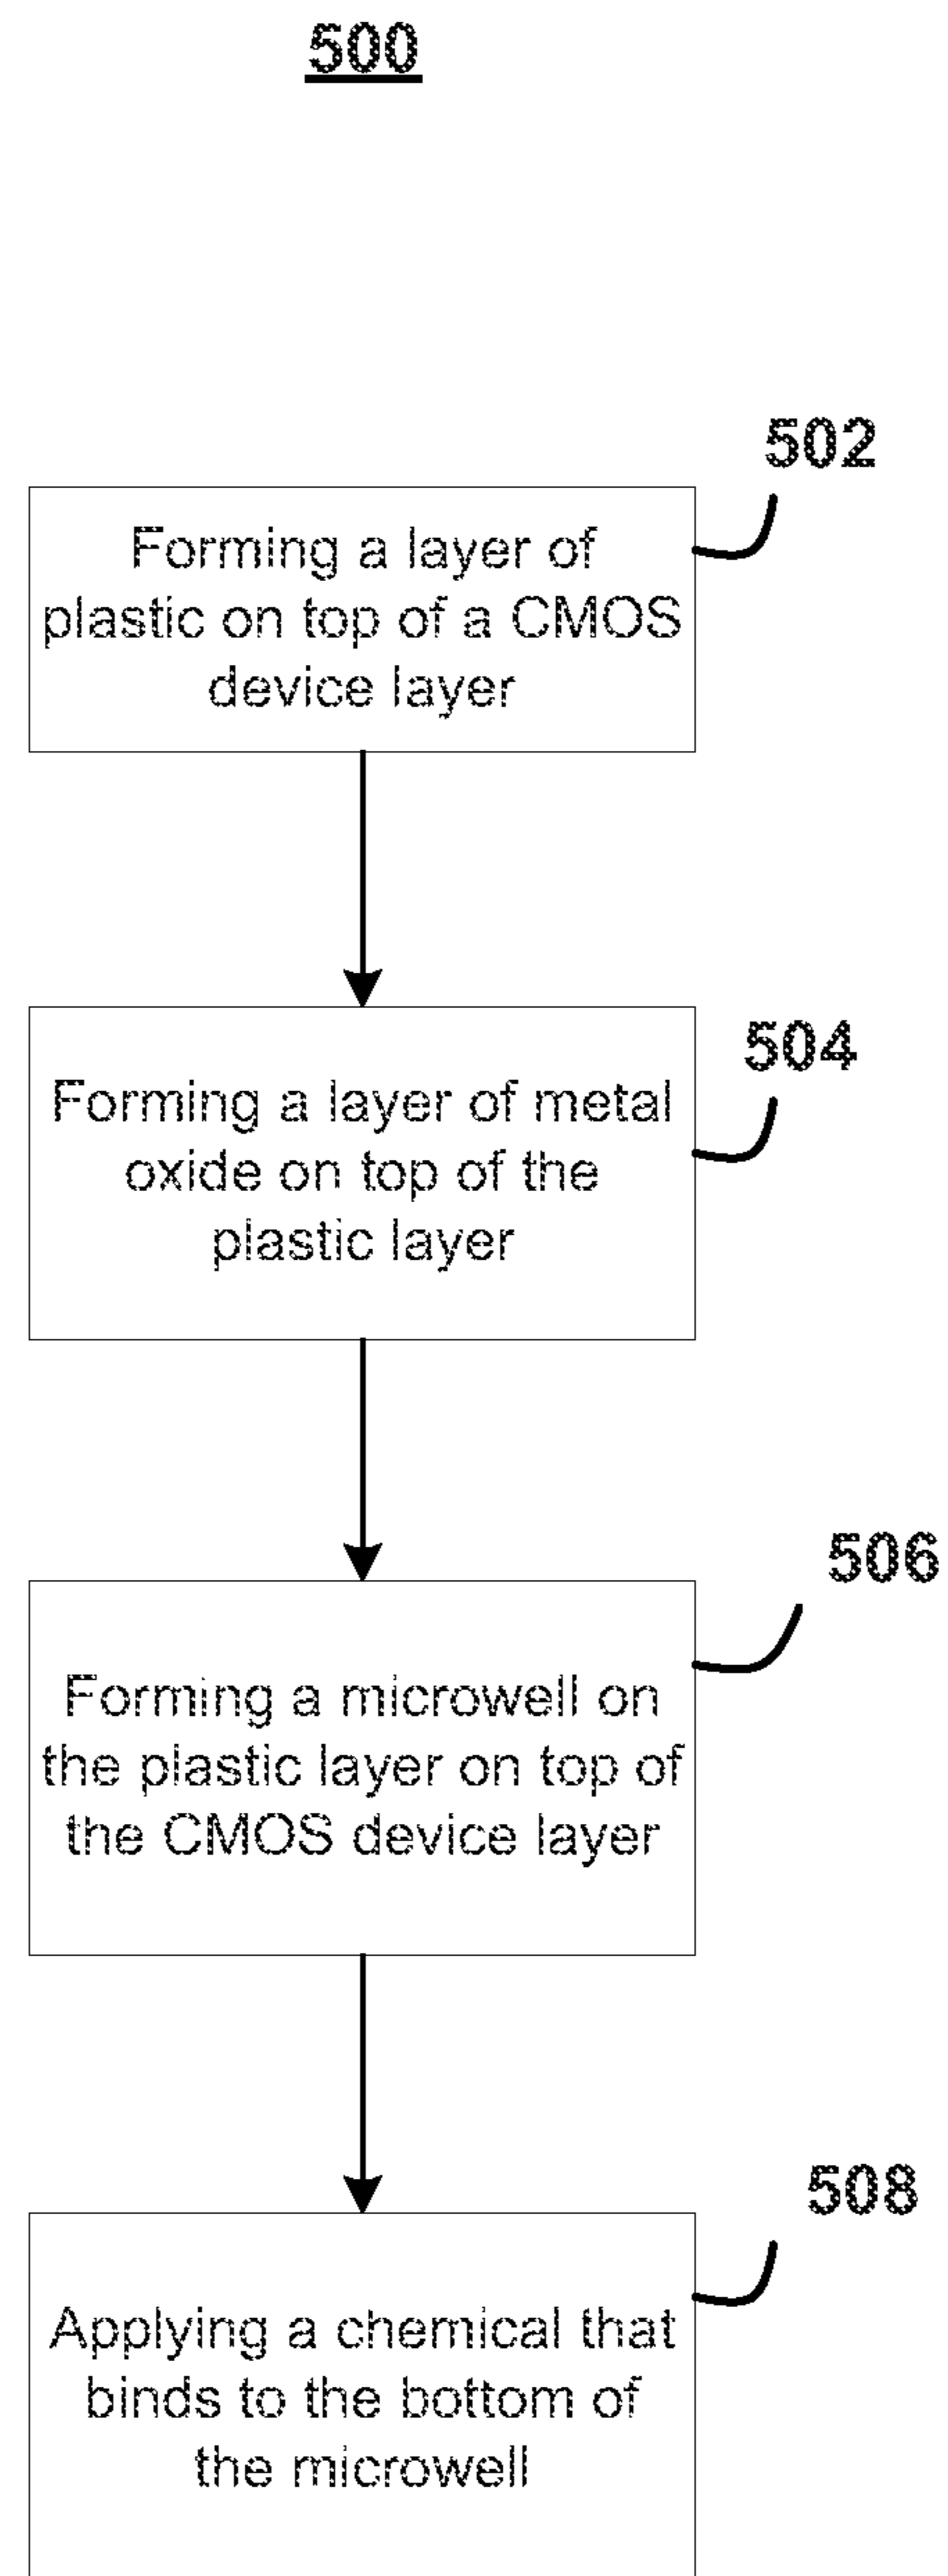 500
502
Forming a layer of
plastic on top of a CMOS
device layer
504
Forming a layer of metal
oxide on top of the
plastic layer
506
Forming a microwell on
the plastic layer on top of
the CMOS device layer
508
Applying a chemical that
binds to the bottom of
the microwell